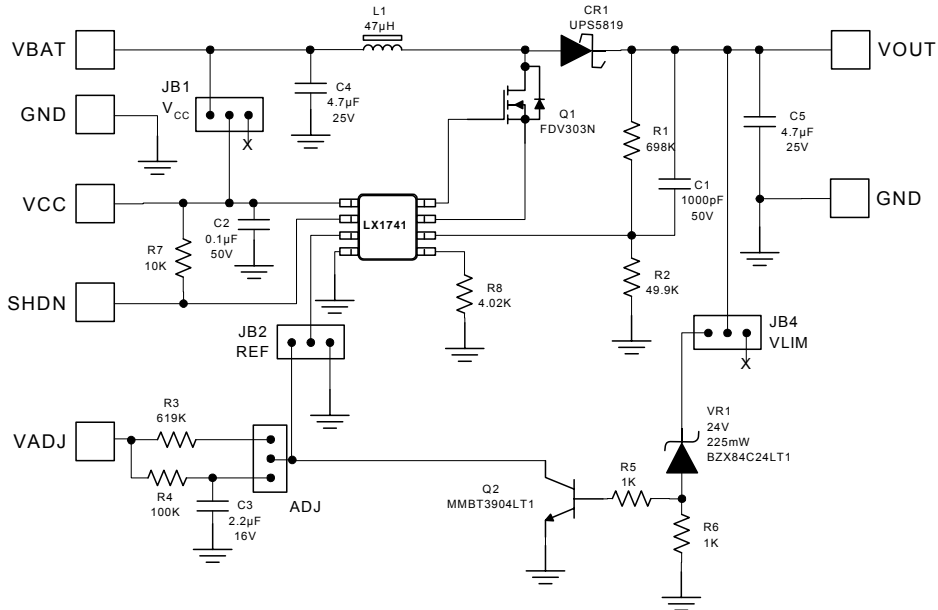 L1
47µH
CR1
UPS5819
VBAT
VOUT
JB1
V CC
C4
4.7µF
25V
Q1
FDV303N
R1
698K
C5
4.7µF
25V
GND
X
C1
1000pF
50V
VCC
GND
LX1741
C2
0.1µF
50V
R7
10K
R8
4.02K
R2
49.9K
SHDN
JB2
REF
JB4
VLIM
X
VR1
24V
225mW
BZX84C24LT1
R3
619K
VADJ
R4
100K
C3
2.2µF
16V
ADJ
Q2
MMBT3904LT1
R5
1K
R6
1K